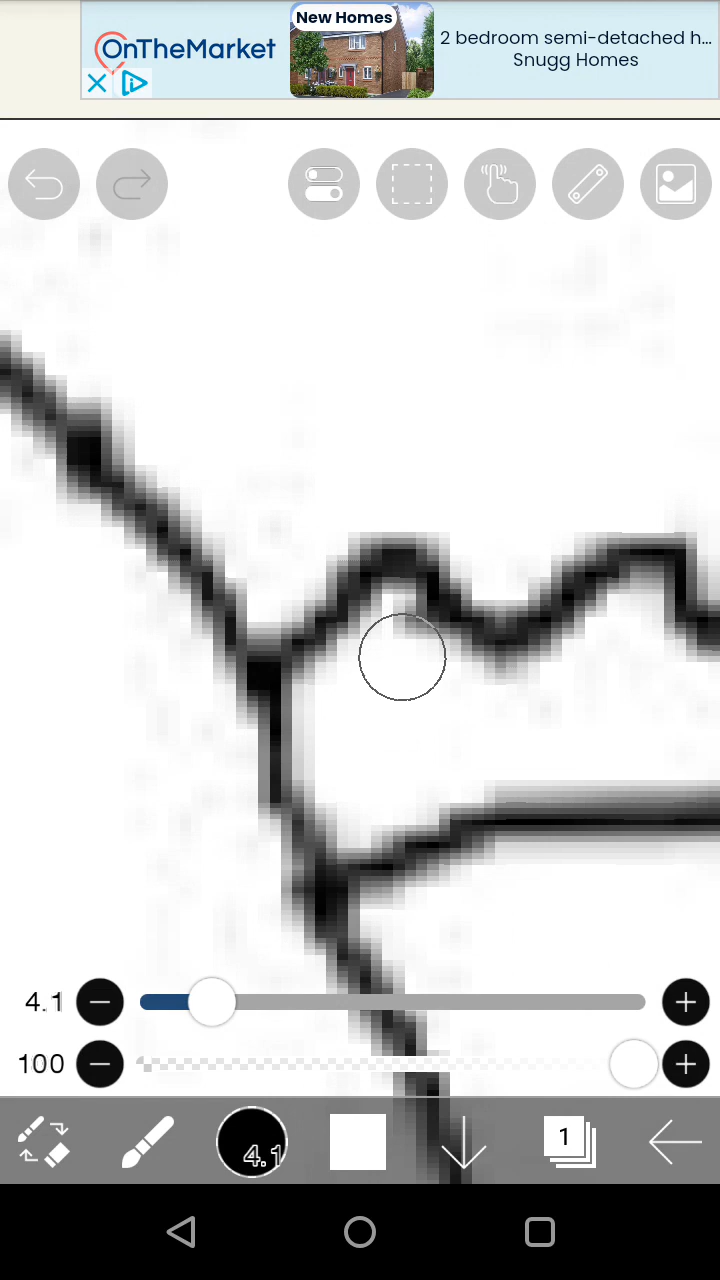 OnTheMarket
New Homes
2 bedroom semi-detached h...
Snugg Homes
4.1
100
4.1
1